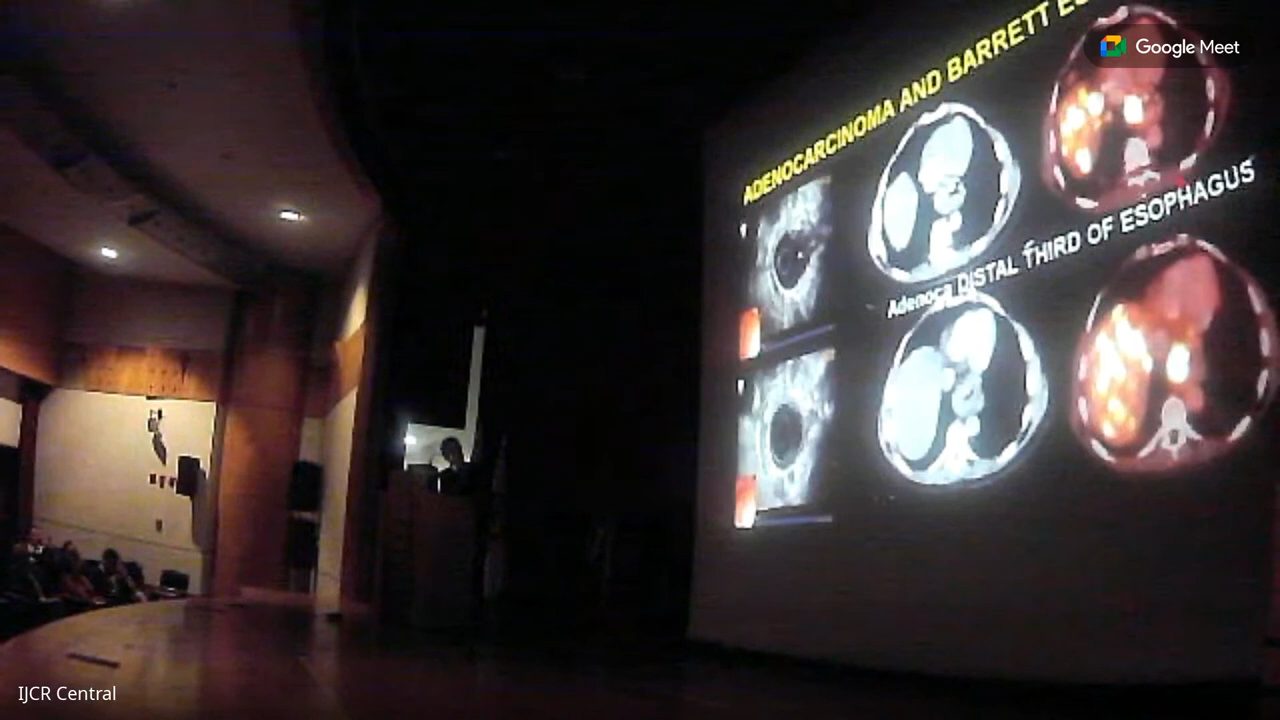 Google Meet
ADENOCARCINOMA AND BARRETT
Adenoca DISTAL THIRD OF ESOPHAGUS
IJCR Central